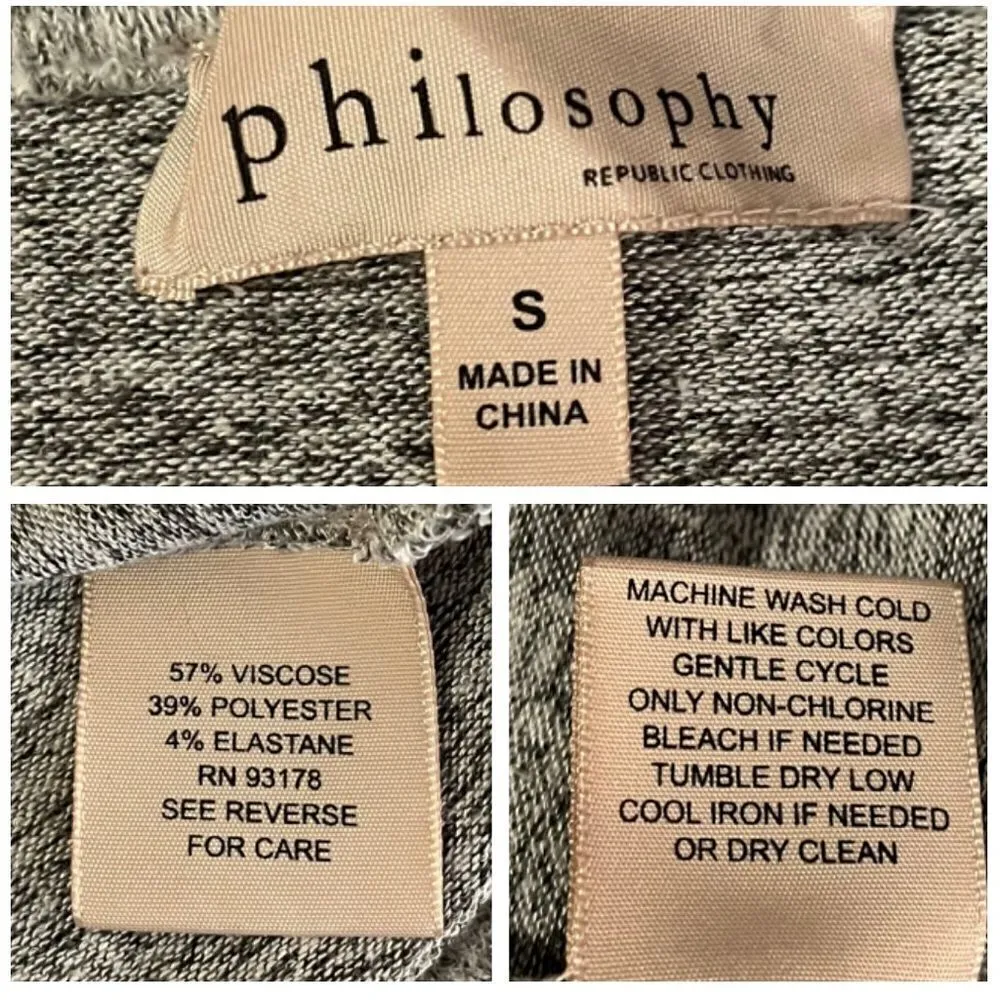 philosophy
REPUBLIC CLOTHING
S
MADE IN
CHINA
57% VISCOSE
39% POLYESTER
4% ELASTANE
RN 93178
SEE REVERSE
FOR CARE
MACHINE WASH COLD
WITH LIKE COLORS
GENTLE CYCLE
ONLY NON-CHLORINE
BLEACH IF NEEDED
TUMBLE DRY LOW
COOL IRON IF NEEDED
OR DRY CLEAN